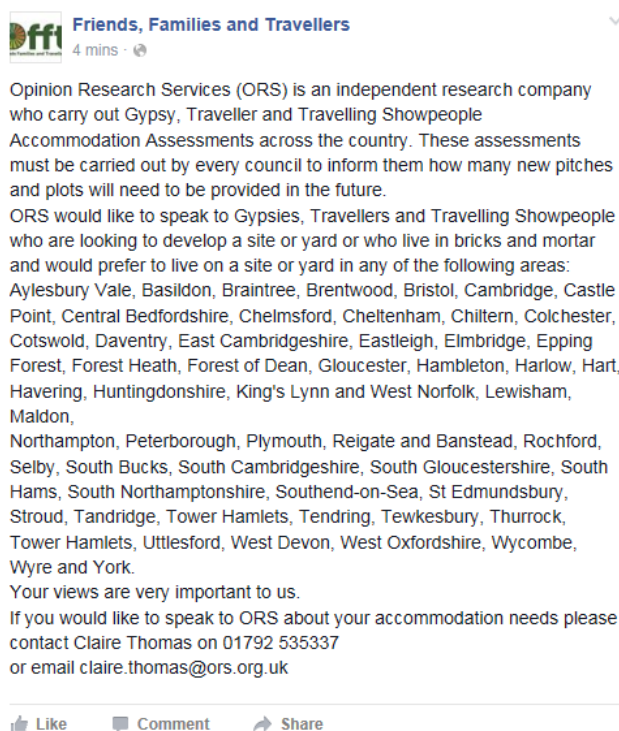 fft
Friends, Families and Travellers
4 mins ·
Opinion Research Services (ORS) is an independent research company
who carry out Gypsy, Traveller and Travelling Showpeople
Accommodation Assessments across the country. These assessments
must be carried out by every council to inform them how many new pitches
and plots will need to be provided in the future.
ORS would like to speak to Gypsies, Travellers and Travelling Showpeople
who are looking to develop a site or yard or who live in bricks and mortar
and would prefer to live on a site or yard in any of the following areas:
Aylesbury Vale, Basildon, Braintree, Brentwood, Bristol, Cambridge, Castle
Point, Central Bedfordshire, Chelmsford, Cheltenham, Chiltern, Colchester,
Cotswold, Daventry, East Cambridgeshire, Eastleigh, Elmbridge, Epping
Forest, Forest Heath, Forest of Dean, Gloucester, Hambleton, Harlow, Hart,
Havering, Huntingdonshire, King's Lynn and West Norfolk, Lewisham,
Maldon,
Northampton, Peterborough, Plymouth, Reigate and Banstead, Rochford,
Selby, South Bucks, South Cambridgeshire, South Gloucestershire, South
Hams, South Northamptonshire, Southend-on-Sea, St Edmundsbury,
Stroud, Tandridge, Tower Hamlets, Tendring, Tewkesbury, Thurrock,
Tower Hamlets, Uttlesford, West Devon, West Oxfordshire, Wycombe,
Wyre and York.
Your views are very important to us.
If you would like to speak to ORS about your accommodation needs please
contact Claire Thomas on 01792 535337
or email claire.thomas@ors.org.uk
Like Comment Share